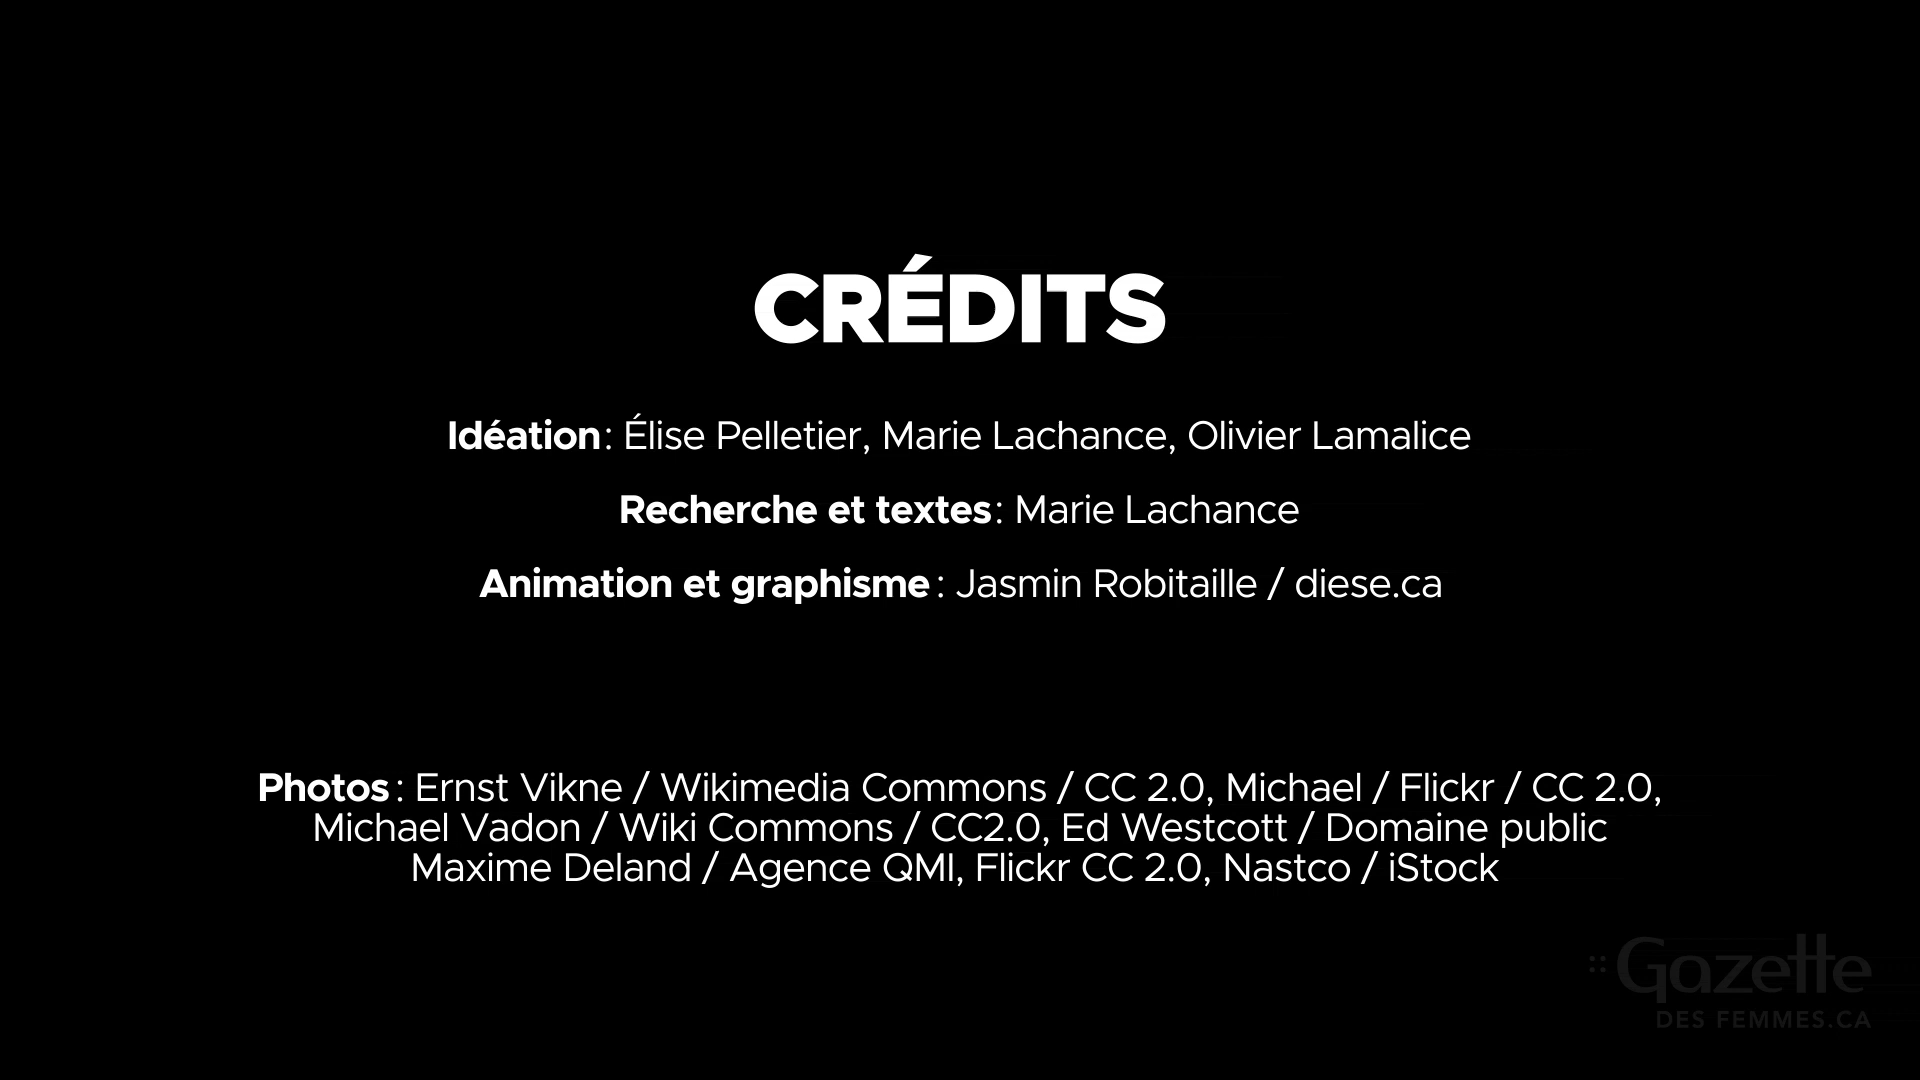 CRÉDITS
Idéation : Élise Pelletier, Marie Lachance, Olivier Lamalice
Recherche et textes : Marie Lachance
Animation et graphisme : Jasmin Robitaille / diese.ca
Photos : Ernst Vikne / Wikimedia Commons / CC 2.0, Michael / Flickr / CC 2.0,
Michael Vadon / Wiki Commons / CC2.0, Ed Westcott / Domaine public
Maxime Deland / Agence QMI, Flickr CC 2.0, Nastco / iStock
Gazette
DES FEMMES.CA